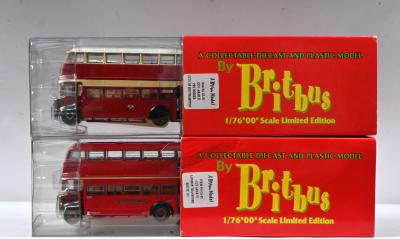 A COLLECTABLE DIECAST AND PLASTIC MODEL
By
Britbus
1/76"00" Scale Limited Edition
A COLLECTABLE DIECAST AND PLASTIC MODEL
By
Britbus
1/76"00" Scale Limited Edition